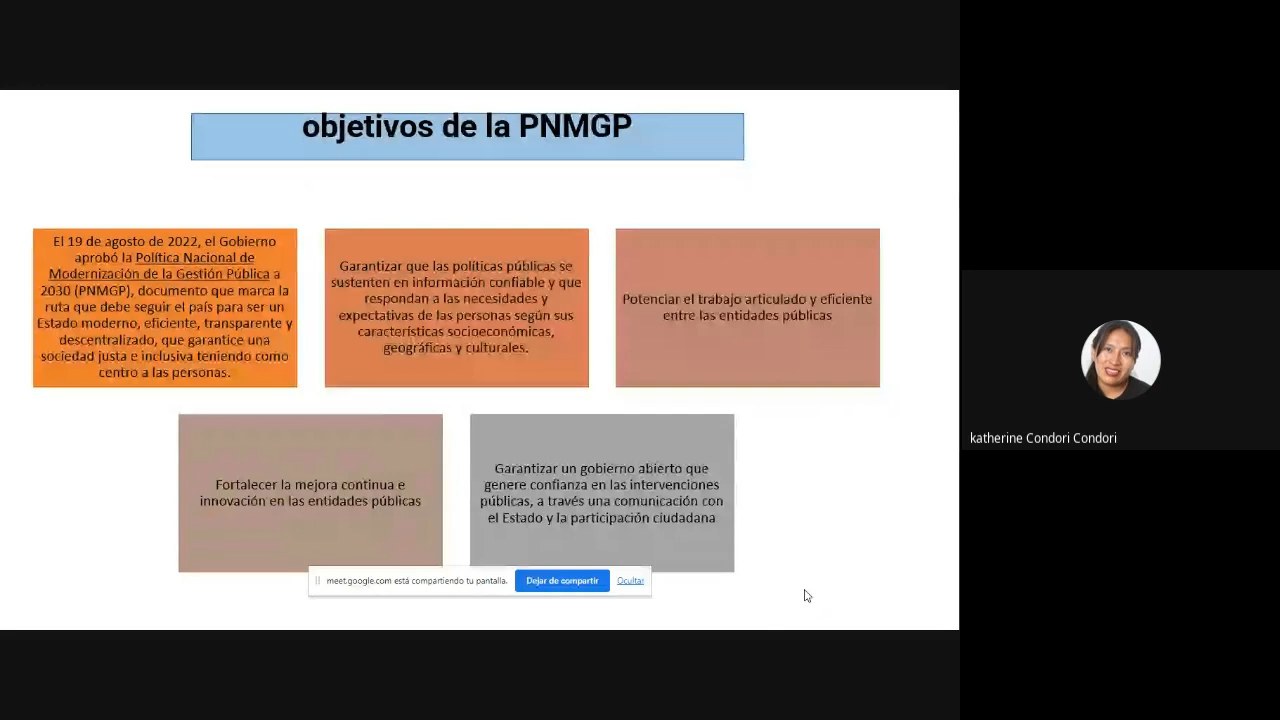 objetivos de la PNMGP
El 19 de agosto de 2022, el Gobierno
aprobó la Política Nacional de
Modernización de la Gestión Pública a
2030 (PNMGP), documento que marca la
ruta que debe seguir el país para ser un
Estado moderno, eficiente, transparente y
descentralizado, que garantice una
sociedad justa e inclusiva teniendo como
centro a las personas.
Garantizar que las políticas públicas se
sustenten en información confiable y que
respondan a las necesidades y
expectativas de las personas según sus
características socioeconómicas,
geográficas y culturales.
Potenciar el trabajo articulado y eficiente
entre las entidades públicas
Fortalecer la mejora continua e
innovación en las entidades públicas
Garantizar un gobierno abierto que
genere confianza en las intervenciones
públicas, a través una comunicación con
el Estado y la participación ciudadana
meet.google.com está compartiendo tu pantalla. Dejar de compartir Ocultar
katherine Condori Condori